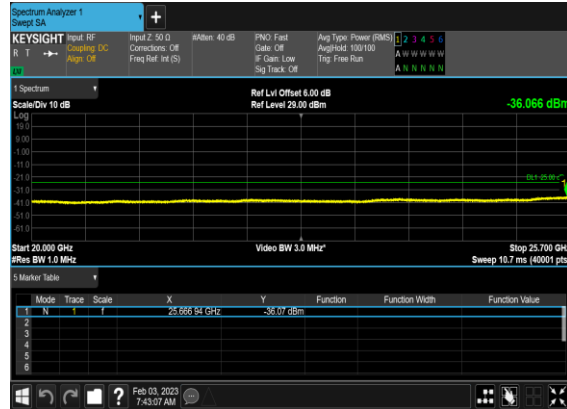 Spectrum Analyzer 1
Swept SA
+
KEYSIGHT Input: RF Input Z: 50 Ω #Atten: 40 dB PNO: Fast Avg Type: Power (RMS) 1 2 3 4 5 6
R T Coupling: DC Corrections: Off Gate: Off Avg|Hold: 100/100 A W W W W W
Align: Off Freq Ref: Int (S) IF Gain: Low Trig: Free Run
LW Sig Track: Off A N N N N N
1 Spectrum Ref Lvl Offset 6.00 dB
Scale/Div 10 dB Ref Level 29.00 dBm -36.066 dBm
Log
19.0
9.00
-1.00
-11.0
-21.0
DL1 -25.00
-31.0
-41.0
-51.0
-61.0
Start 20.000 GHz Video BW 3.0 MHz* Stop 25.700 GHz
#Res BW 1.0 MHz Sweep 10.7 ms (40001 pts
5 Marker Table
Mode Trace Scale X Y Function Function Width Function Value
1 N 1 f 25.666 94 GHz -36.07 dBm
2
3
4
5
6
? Feb 03, 2023
7:43:07 AM